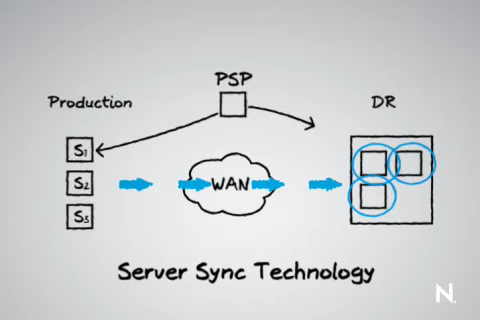 PSP
Production
DR
S1
S2
WAN
S3
Server Sync Technology
N.